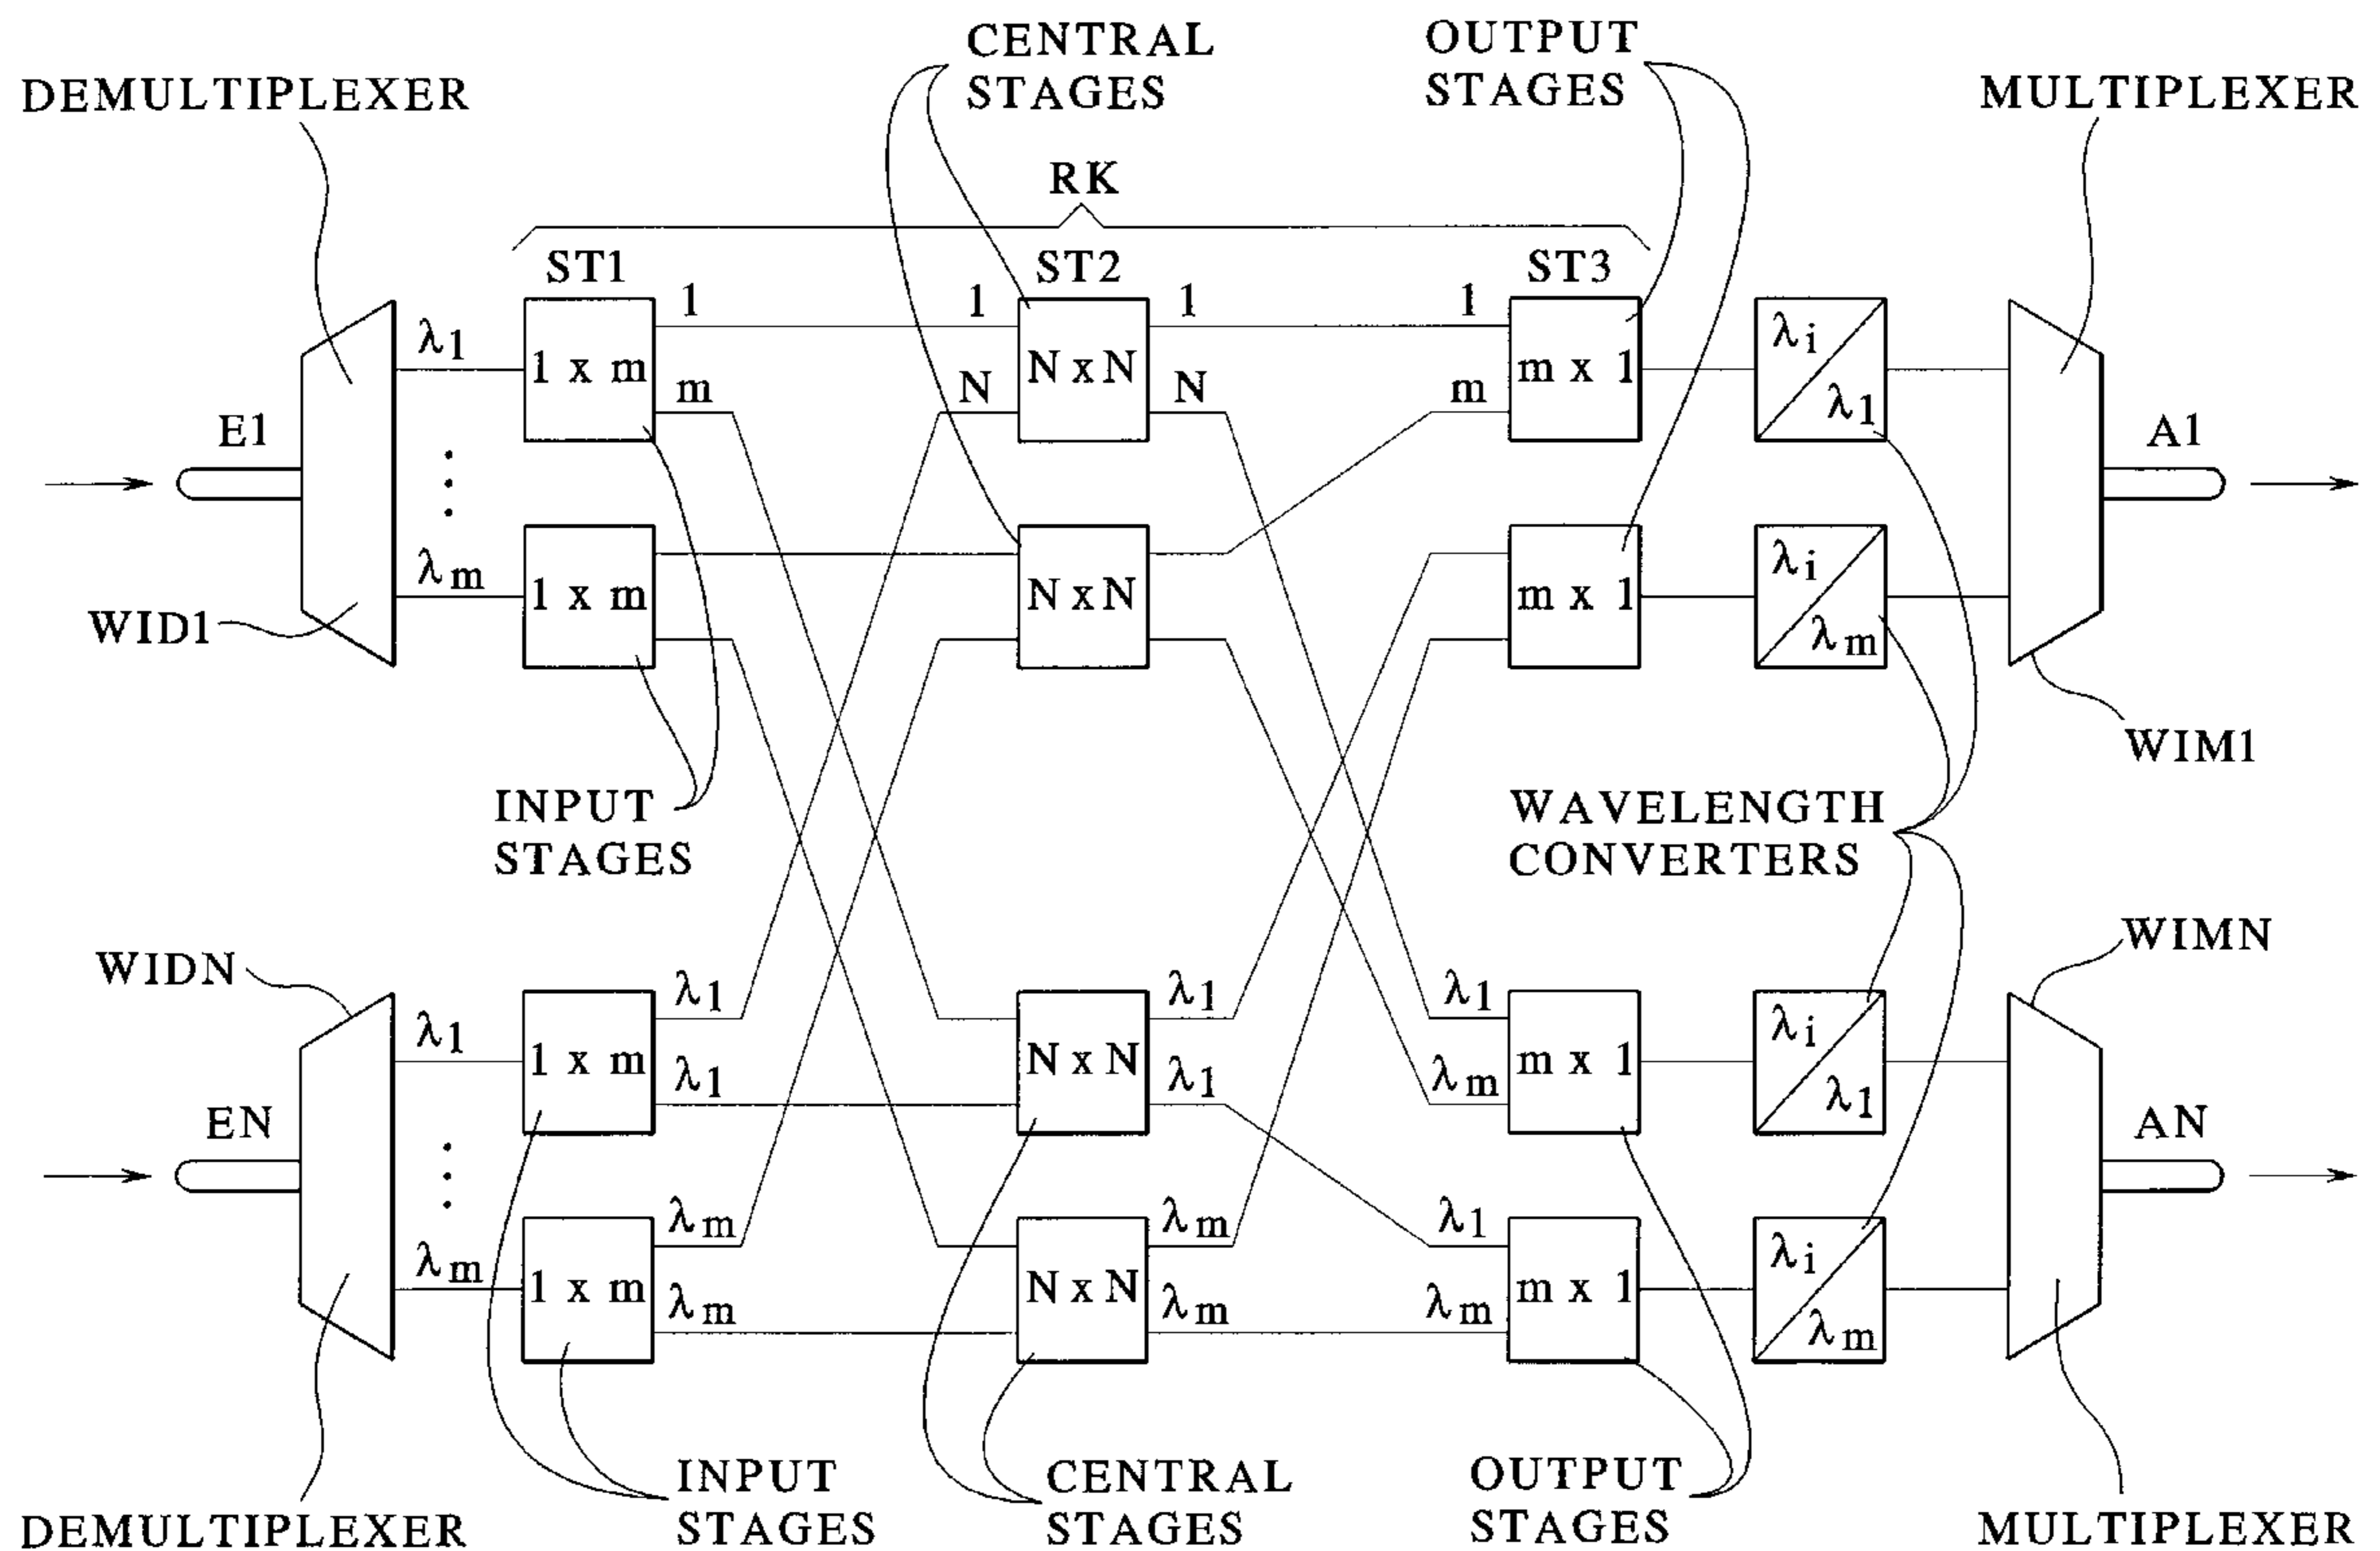 CENTRAL
STAGES
OUTPUT
STAGES
DEMULTIPLEXER
MULTIPLEXER
RK
ST1
ST2
ST3
1
1
1
1
λ1
1 x m
N x N
m x 1
λi
λ1
m
N
N
m
E1
A1
λm
1 x m
N x N
m x 1
λi
λm
WID1
WIM1
INPUT
STAGES
WAVELENGTH
CONVERTERS
WIDN
WIMN
λ1
λ1
λ1
λ1
1 x m
N x N
m x 1
λi
λ1
λ1
λ1
λm
EN
AN
λm
λm
λm
λ1
1 x m
N x N
m x 1
λi
λm
λm
λm
λm
INPUT
STAGES
CENTRAL
STAGES
OUTPUT
STAGES
DEMULTIPLEXER
MULTIPLEXER